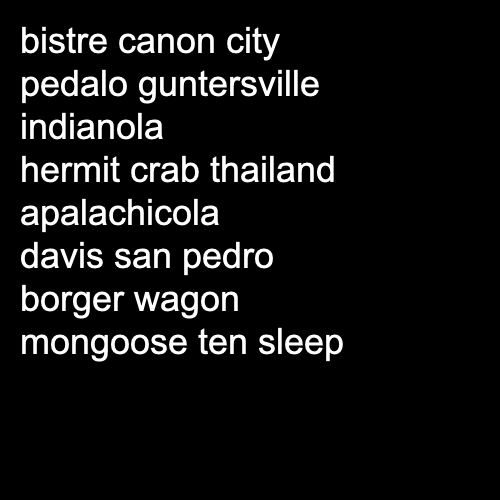 bistre canon city
pedalo guntersville
indianola
hermit crab thailand
apalachicola
davis san pedro
borger wagon
mongoose ten sleep